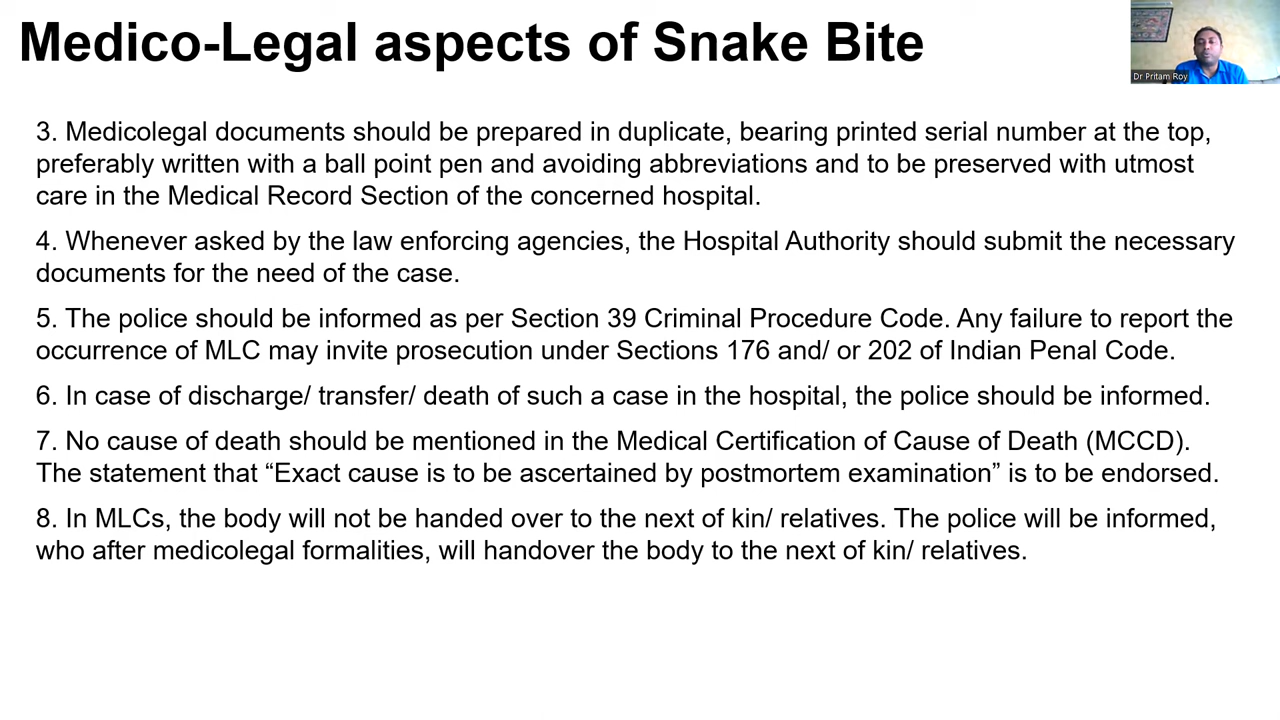 Medico-Legal aspects of Snake Bite
Dr Pritam Roy
3. Medicolegal documents should be prepared in duplicate, bearing printed serial number at the top,
preferably written with a ball point pen and avoiding abbreviations and to be preserved with utmost
care in the Medical Record Section of the concerned hospital.
4. Whenever asked by the law enforcing agencies, the Hospital Authority should submit the necessary
documents for the need of the case.
5. The police should be informed as per Section 39 Criminal Procedure Code. Any failure to report the
occurrence of MLC may invite prosecution under Sections 176 and/ or 202 of Indian Penal Code.
6. In case of discharge/ transfer/ death of such a case in the hospital, the police should be informed.
7. No cause of death should be mentioned in the Medical Certification of Cause of Death (MCCD).
The statement that “Exact cause is to be ascertained by postmortem examination” is to be endorsed.
8. In MLCs, the body will not be handed over to the next of kin/ relatives. The police will be informed,
who after medicolegal formalities, will handover the body to the next of kin/ relatives.